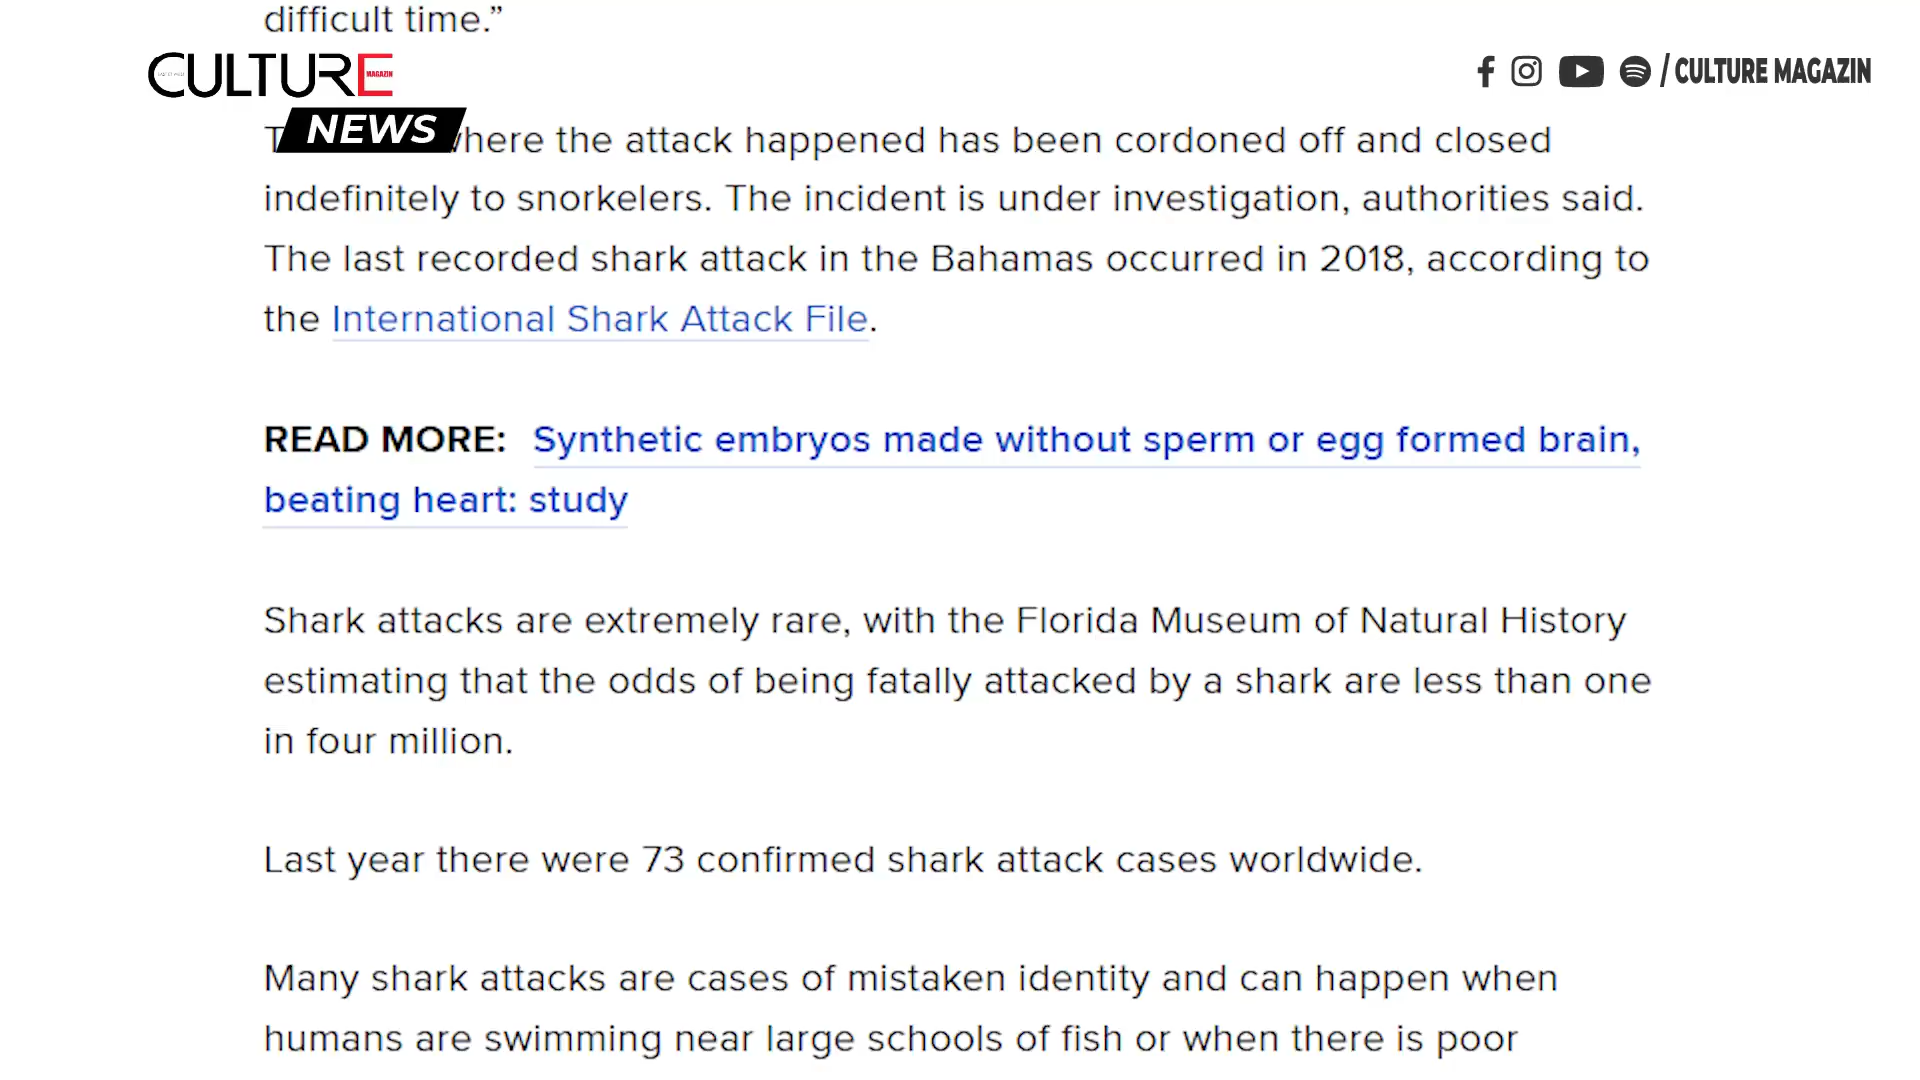 difficult time.”
CULTURE
MAGAZIN
NEWS
/ CULTURE MAGAZIN
where the attack happened has been cordoned off and closed
indefinitely to snorkelers. The incident is under investigation, authorities said.
The last recorded shark attack in the Bahamas occurred in 2018, according to
the International Shark Attack File.
READ MORE: Synthetic embryos made without sperm or egg formed brain,
beating heart: study
Shark attacks are extremely rare, with the Florida Museum of Natural History
estimating that the odds of being fatally attacked by a shark are less than one
in four million.
Last year there were 73 confirmed shark attack cases worldwide.
Many shark attacks are cases of mistaken identity and can happen when
humans are swimming near large schools of fish or when there is poor